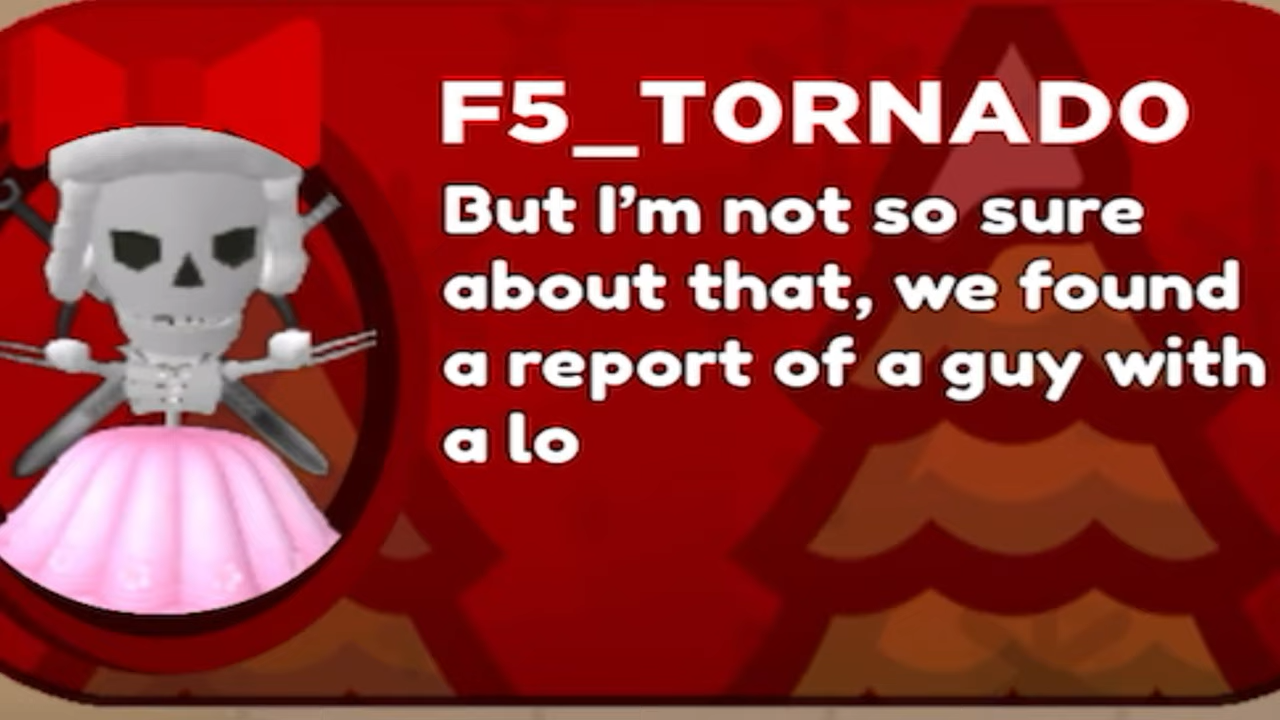 F5_TORNADO
But I’m not so sure
about that, we found
a report of a guy with
a lo